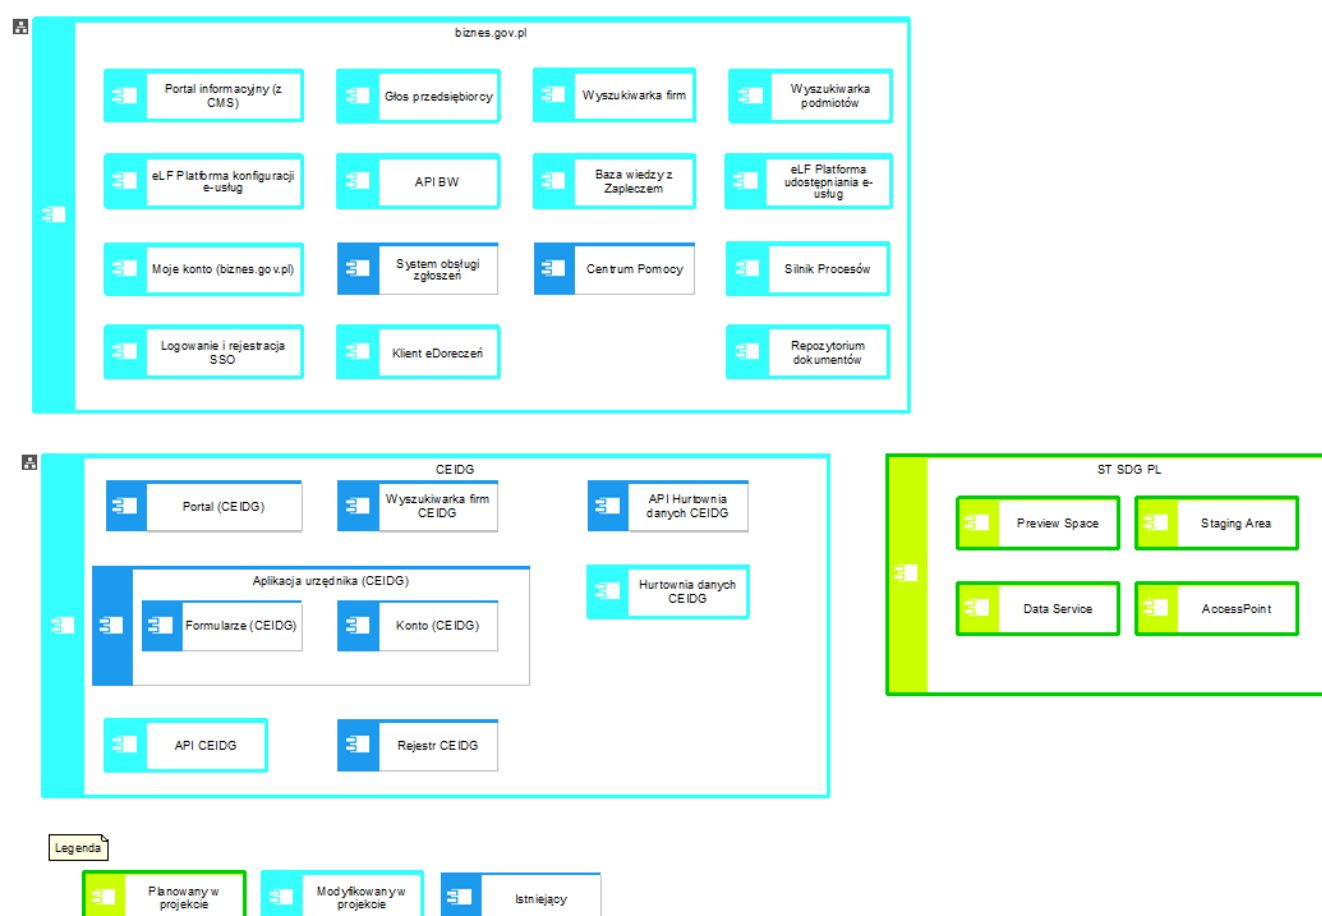 biznes.gov.pl
Portal informacyjny (z
CMS)
Głos przedsiębiorcy
Wyszukiwarka firm
Wyszukiwarka
podmiotów
eLF Platforma konfiguracji
e-usług
API BW
Baza wiedzy z
Zapleczem
eLF Platforma
udostępniania e-
usług
Moje konto (biznes.gov.pl)
System obsługi
zgłoszeń
Centrum Pomocy
Silnik Procesów
Logowanie i rejestracja
SSO
Klient eDoreczeń
Repozytorium
dokumentów
CEIDG
Portal (CEIDG)
Wyszukiwarka firm
CEIDG
API Hurtownia
danych CEIDG
Aplikacja urzędnika (CEIDG)
Formularze (CEIDG)
Konto (CEIDG)
Hurtownia danych
CEIDG
API CEIDG
Rejestr CEIDG
ST SDG PL
Preview Space
Staging Area
Data Service
AccessPoint
Legenda
Planowany w
projekcie
Modyfikowany w
projekcie
Istniejący